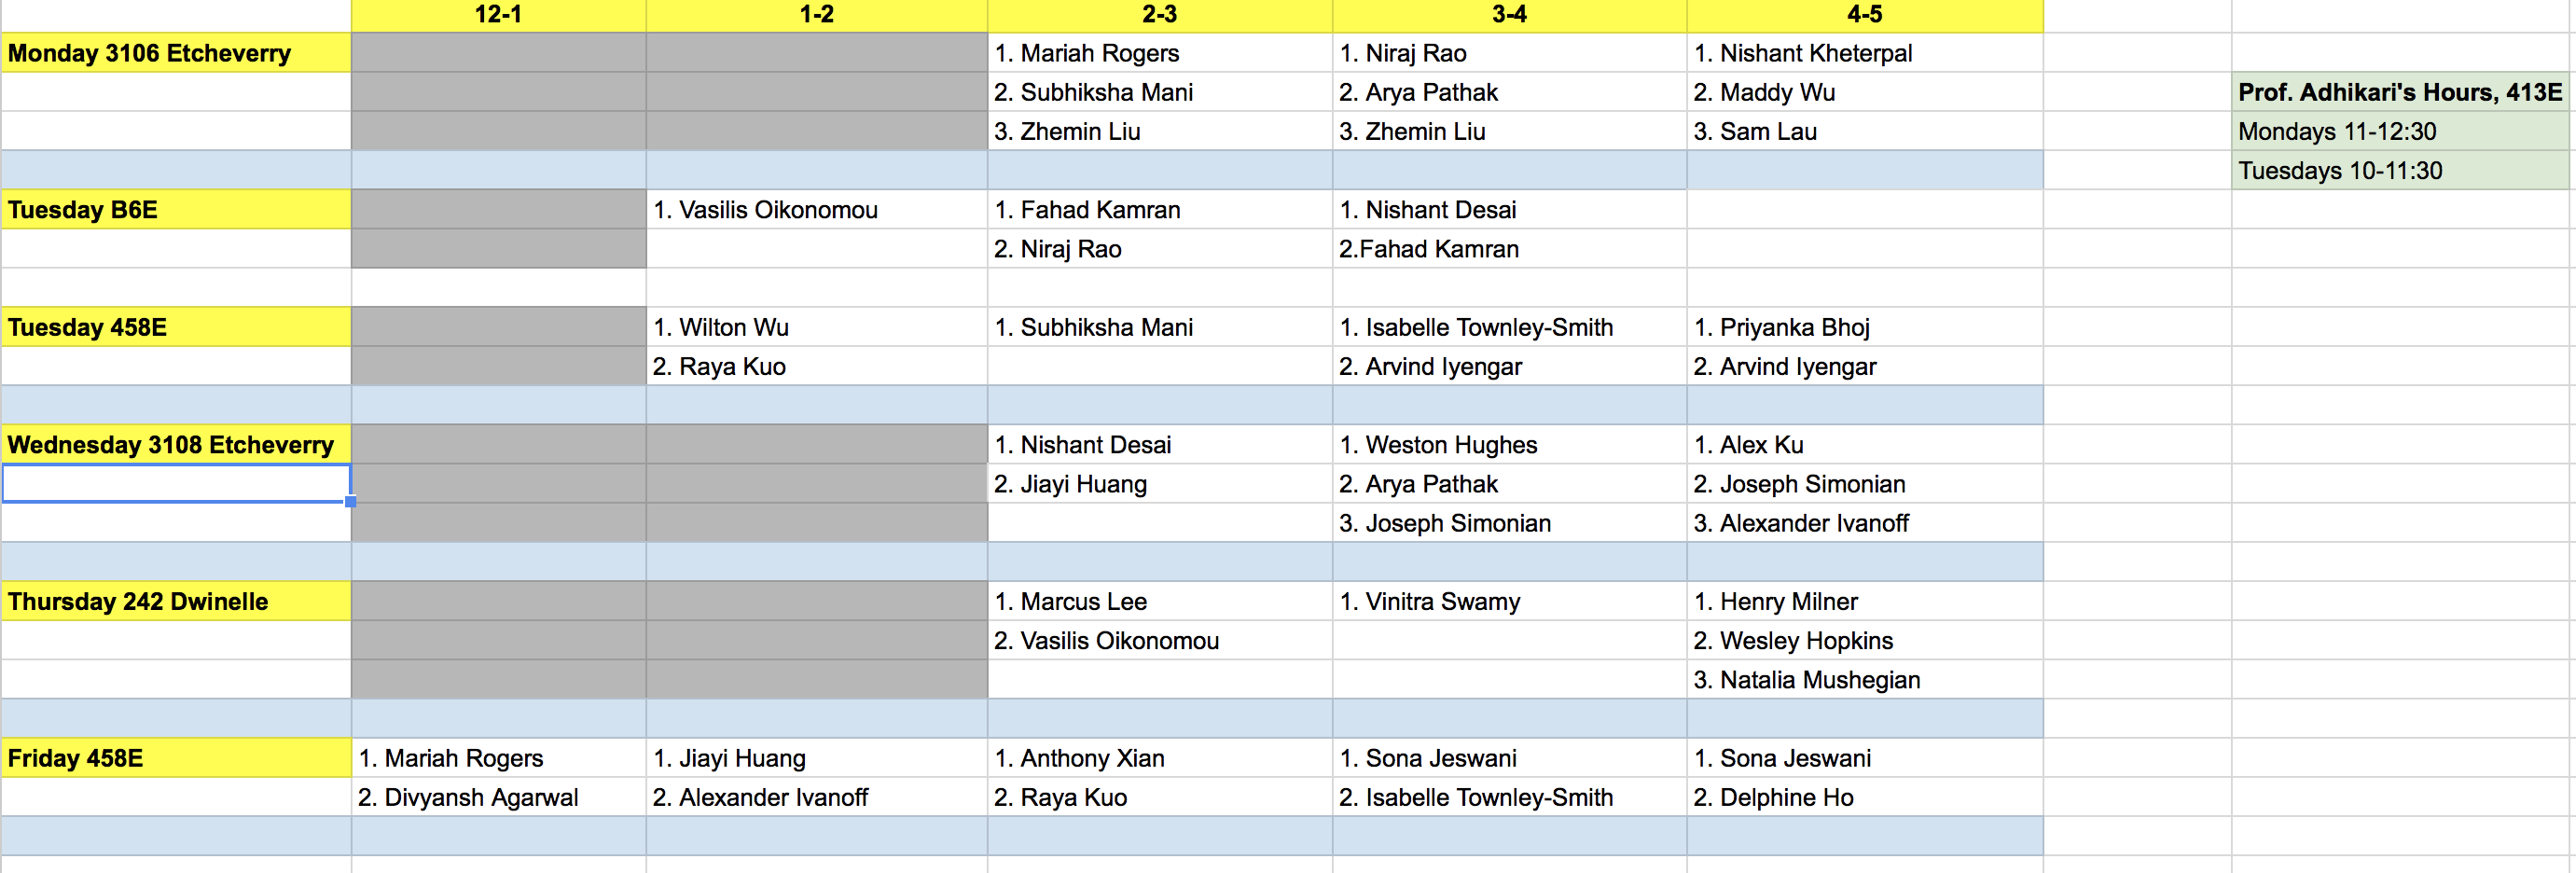 12-1 1-2 2-3 3-4 4-5
Monday 3106 Etcheverry 1. Mariah Rogers 1. Niraj Rao 1. Nishant Kheterpal
2. Subhiksha Mani 2. Arya Pathak 2. Maddy Wu Prof. Adhikari's Hours, 413E
3. Zhemin Liu 3. Zhemin Liu 3. Sam Lau Mondays 11-12:30
Tuesdays 10-11:30
Tuesday B6E 1. Vasilis Oikonomou 1. Fahad Kamran 1. Nishant Desai
2. Niraj Rao 2.Fahad Kamran
Tuesday 458E 1. Wilton Wu 1. Subhiksha Mani 1. Isabelle Townley-Smith 1. Priyanka Bhoj
2. Raya Kuo 2. Arvind Iyengar 2. Arvind Iyengar
Wednesday 3108 Etcheverry 1. Nishant Desai 1. Weston Hughes 1. Alex Ku
2. Jiayi Huang 2. Arya Pathak 2. Joseph Simonian
3. Joseph Simonian 3. Alexander Ivanoff
Thursday 242 Dwinelle 1. Marcus Lee 1. Vinitra Swamy 1. Henry Milner
2. Vasilis Oikonomou 2. Wesley Hopkins
3. Natalia Mushegian
Friday 458E 1. Mariah Rogers 1. Jiayi Huang 1. Anthony Xian 1. Sona Jeswani 1. Sona Jeswani
2. Divyansh Agarwal 2. Alexander Ivanoff 2. Raya Kuo 2. Isabelle Townley-Smith 2. Delphine Ho